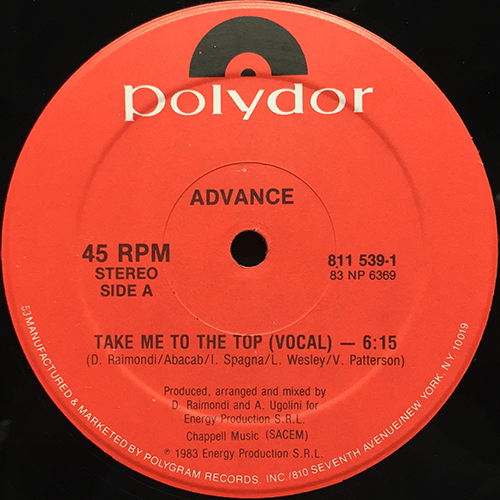 polydor
ADVANCE
45 RPM
STEREO
SIDE A
811 539-1
83 NP 6369
TAKE ME TO THE TOP (VOCAL) — 6:15
(D. Raimondi/Abacab/I. Spagna/L. Wesley/V. Patterson)
Produced, arranged and mixed by
D. Raimondi and A. Ugolini for
Energy Production S.R.L.
Chappell Music (SACEM)
℗ 1983 Energy Production S.R.L.
53 MANUFACTURED & MARKETED BY POLYGRAM RECORDS, INC./810 SEVENTH AVENUE/NEW YORK, N.Y. 10019